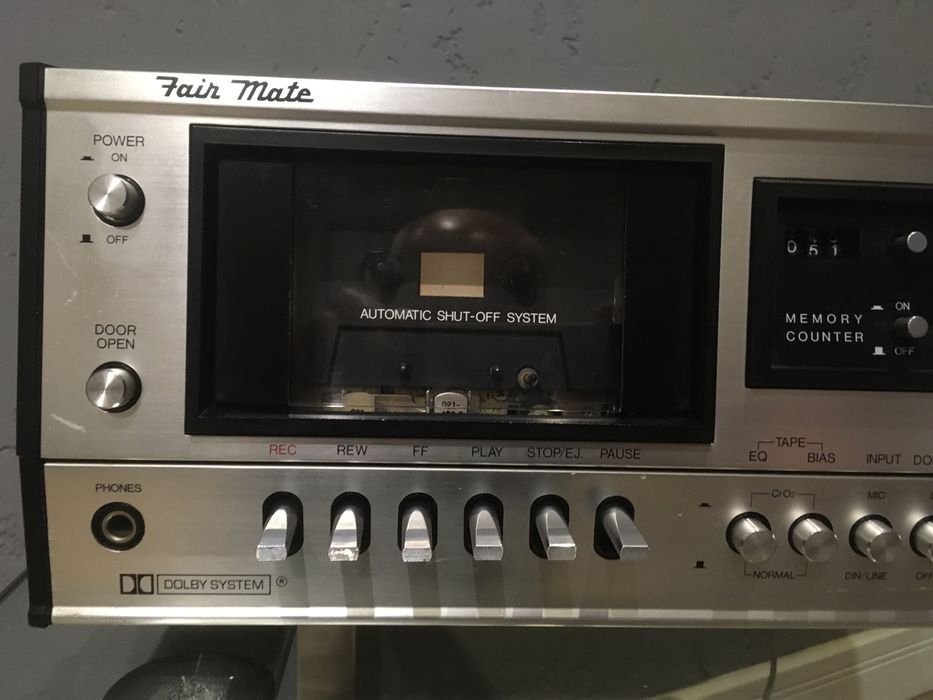 Fair Mate
POWER
ON
OFF
DOOR
OPEN
AUTOMATIC SHUT-OFF SYSTEM
051
MEMORY
COUNTER
ON
OFF
REC REW FF PLAY STOP/EJ. PAUSE
TAPE
EQ BIAS INPUT
PHONES
CrO₂ MIC
NORMAL DIN/LINE
DOLBY SYSTEM ®